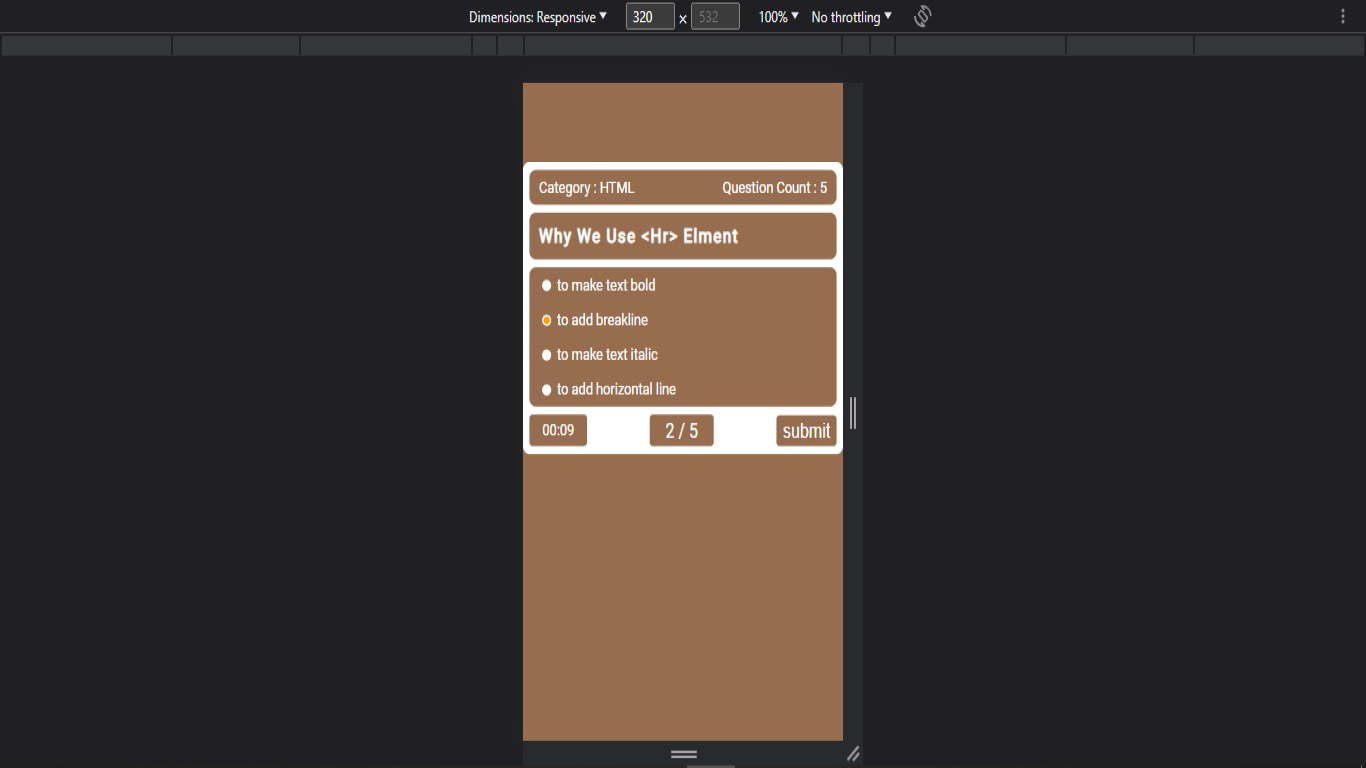 Dimensions: Responsive 320 × 532 100% No throttling
Category : HTML Question Count : 5
Why We Use <Hr> Elment
to make text bold
to add breakline
to make text italic
to add horizontal line
00:09 2 / 5 submit